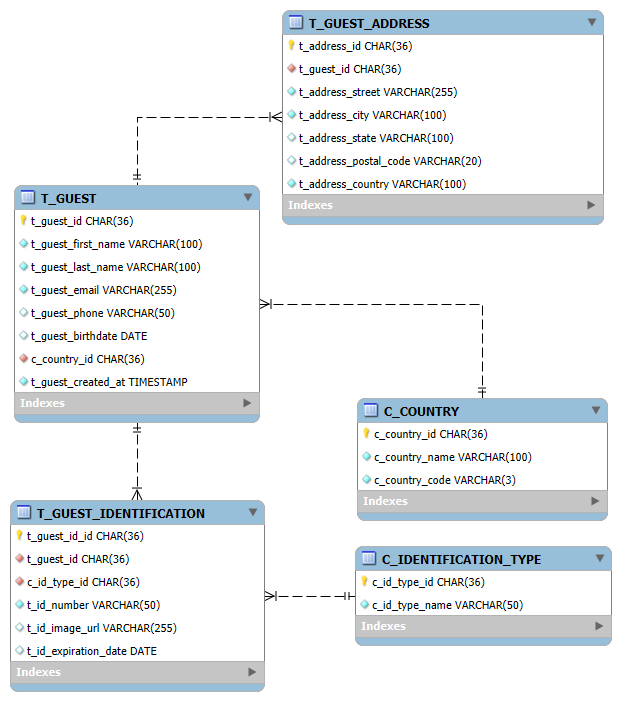 T_GUEST_ADDRESS
t_address_id CHAR(36)
t_guest_id CHAR(36)
t_address_street VARCHAR(255)
t_address_city VARCHAR(100)
t_address_state VARCHAR(100)
t_address_postal_code VARCHAR(20)
t_address_country VARCHAR(100)
Indexes
T_GUEST
t_guest_id CHAR(36)
t_guest_first_name VARCHAR(100)
t_guest_last_name VARCHAR(100)
t_guest_email VARCHAR(255)
t_guest_phone VARCHAR(50)
t_guest_birthdate DATE
c_country_id CHAR(36)
t_guest_created_at TIMESTAMP
Indexes
C_COUNTRY
c_country_id CHAR(36)
c_country_name VARCHAR(100)
c_country_code VARCHAR(3)
Indexes
T_GUEST_IDENTIFICATION
t_guest_id_id CHAR(36)
t_guest_id CHAR(36)
c_id_type_id CHAR(36)
t_id_number VARCHAR(50)
t_id_image_url VARCHAR(255)
t_id_expiration_date DATE
Indexes
C_IDENTIFICATION_TYPE
c_id_type_id CHAR(36)
c_id_type_name VARCHAR(50)
Indexes